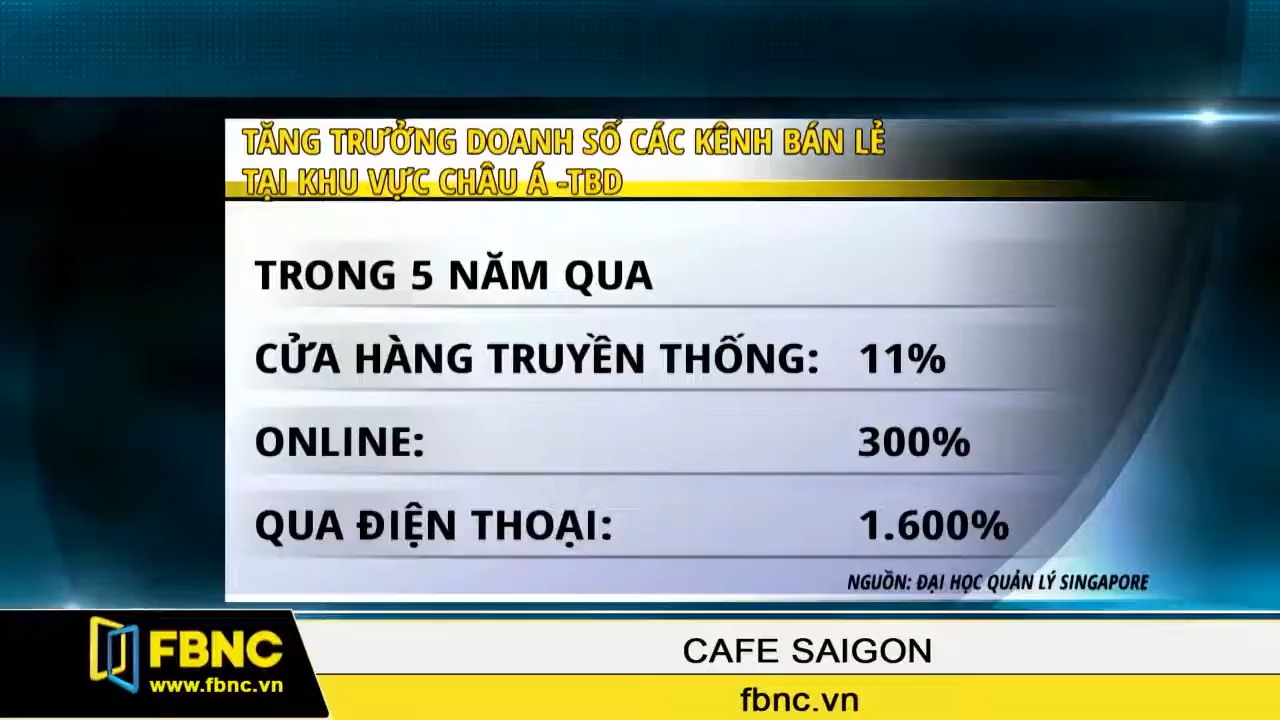 TĂNG TRƯỞNG DOANH SỐ CÁC KÊNH BÁN LẺ
TẠI KHU VỰC CHÂU Á -TBD
TRONG 5 NĂM QUA
CỬA HÀNG TRUYỀN THỐNG: 11%
ONLINE: 300%
QUA ĐIỆN THOẠI: 1.600%
NGUỒN: ĐẠI HỌC QUẢN LÝ SINGAPORE
FBNC
www.fbnc.vn
CAFE SAIGON
fbnc.vn